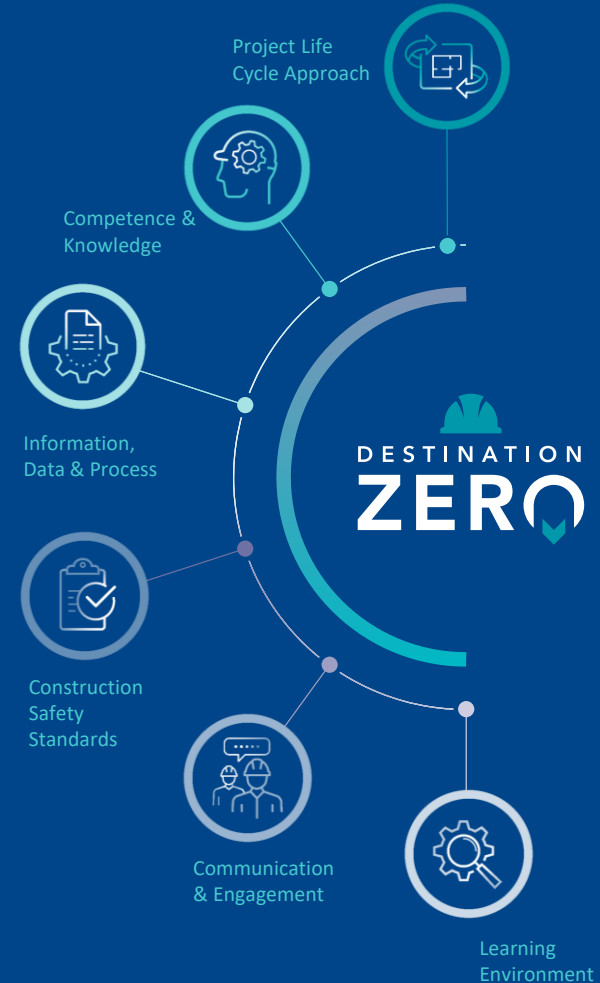 Project Life
Cycle Approach
Competence &
Knowledge
Information,
Data & Process
DESTINATION
ZERO
Construction
Safety
Standards
Communication
& Engagement
Learning
Environment